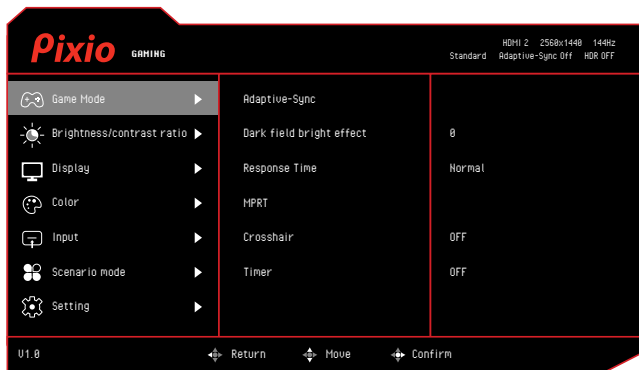 Pixio GAMING
HDMI 2 2560x1440 144Hz
Standard Adaptive-Sync Off HDR OFF
Game Mode
Adaptive-Sync
Brightness/contrast ratio
Dark field bright effect 0
Display
Response Time Normal
Color
MPRT
Input
Crosshair OFF
Scenario mode
Timer OFF
Setting
V1.0 Return Move Confirm